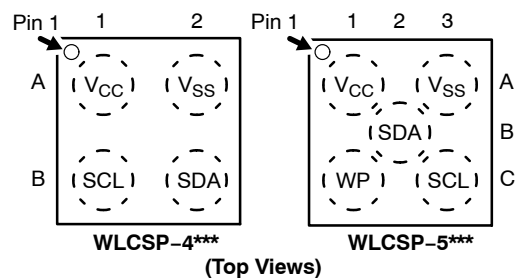 Pin 1 1 2
A VCC VSS
B SCL SDA
WLCSP–4***
Pin 1 1 2 3
VCC VSS A
SDA B
WP SCL C
WLCSP–5***
(Top Views)